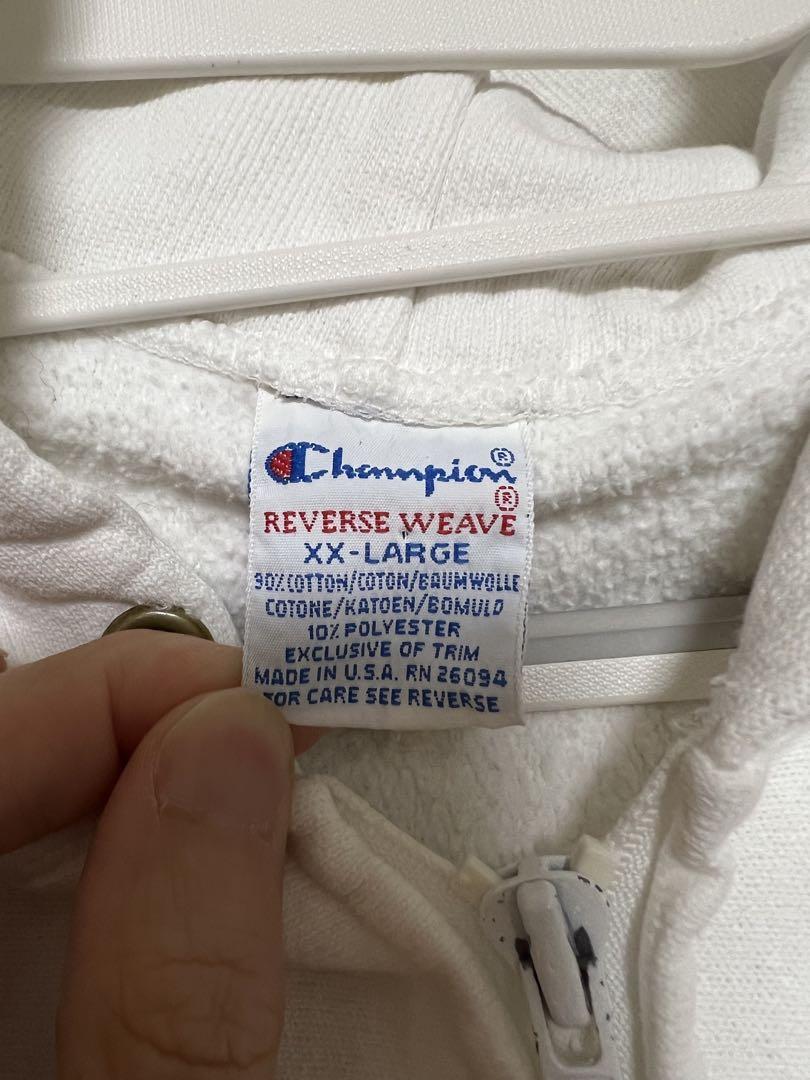 Champion®
REVERSE WEAVE®
XX-LARGE
90% COTTON/COTON/BAUMWOLLE
COTONE/KATOEN/BOMULD
10% POLYESTER
EXCLUSIVE OF TRIM
MADE IN U.S.A. RN 26094
FOR CARE SEE REVERSE